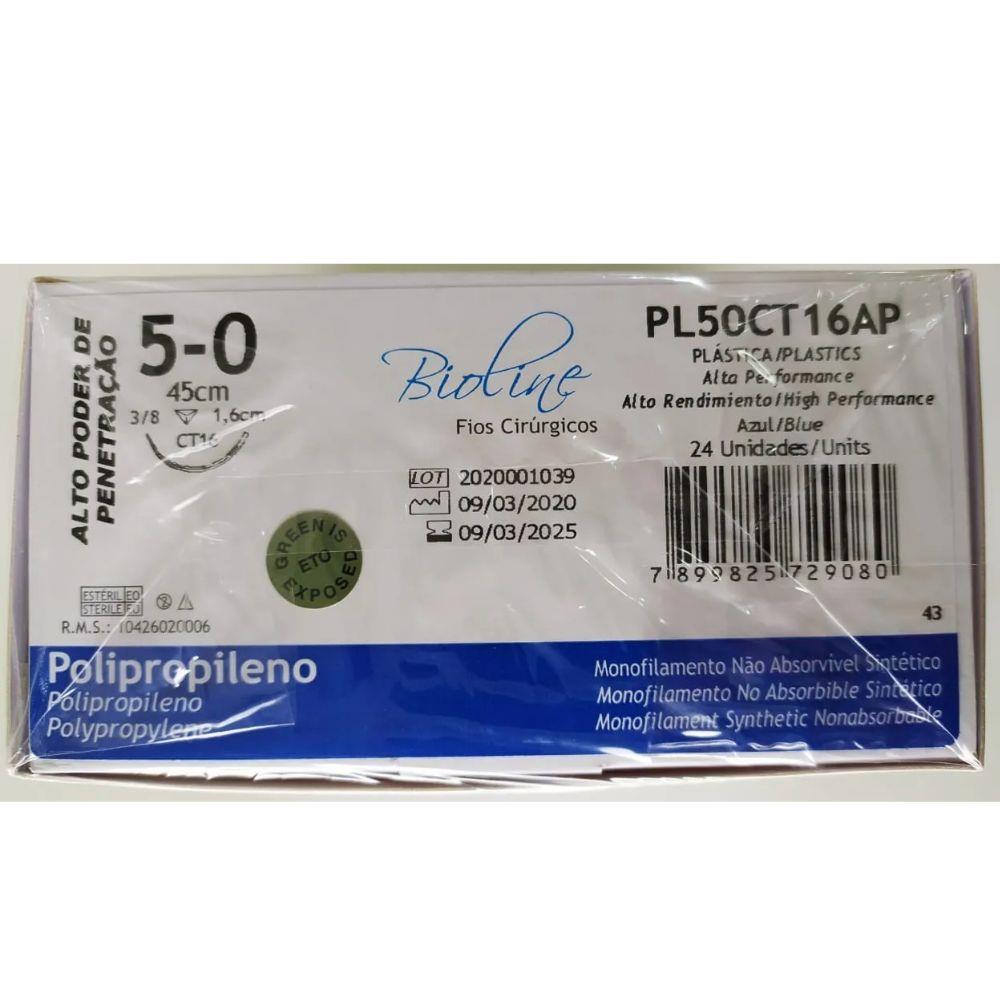 ALTO PODER DE
PENETRAÇÃO
5-0
45cm
3/8 1,6cm
CT16
Bioline
Fios Cirúrgicos
PL50CT16AP
PLÁSTICA/PLASTICS
Alta Performance
Alto Rendimiento/High Performance
Azul/Blue
24 Unidades/Units
LOT 2020001039
09/03/2020
09/03/2025
GREEN IS
ETO
EXPOSED
7 899825 729080
43
ESTÉRIL EO
STERILE EO
R.M.S.: 10426020006
Polipropileno
Polipropileno
Polypropylene
Monofilamento Não Absorvivel Sintético
Monofilamento No Absorbible Sintético
Monofilament Synthetic Nonabsorbable